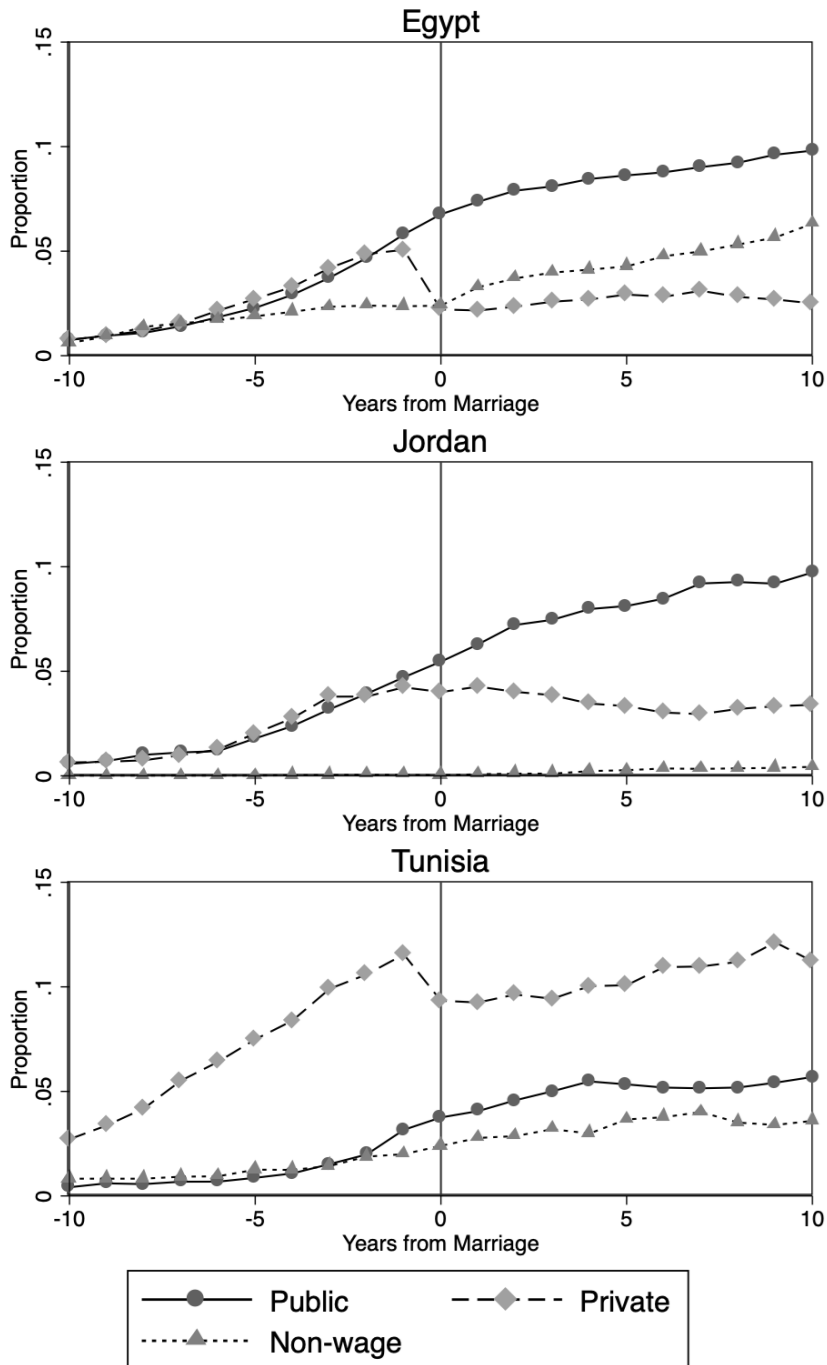 Egypt
.15
.1
.05
0
Proportion
-10 -5 0 5 10
Years from Marriage
Jordan
.15
.1
.05
0
Proportion
-10 -5 0 5 10
Years from Marriage
Tunisia
.15
.1
.05
0
Proportion
-10 -5 0 5 10
Years from Marriage
Public Private
Non-wage